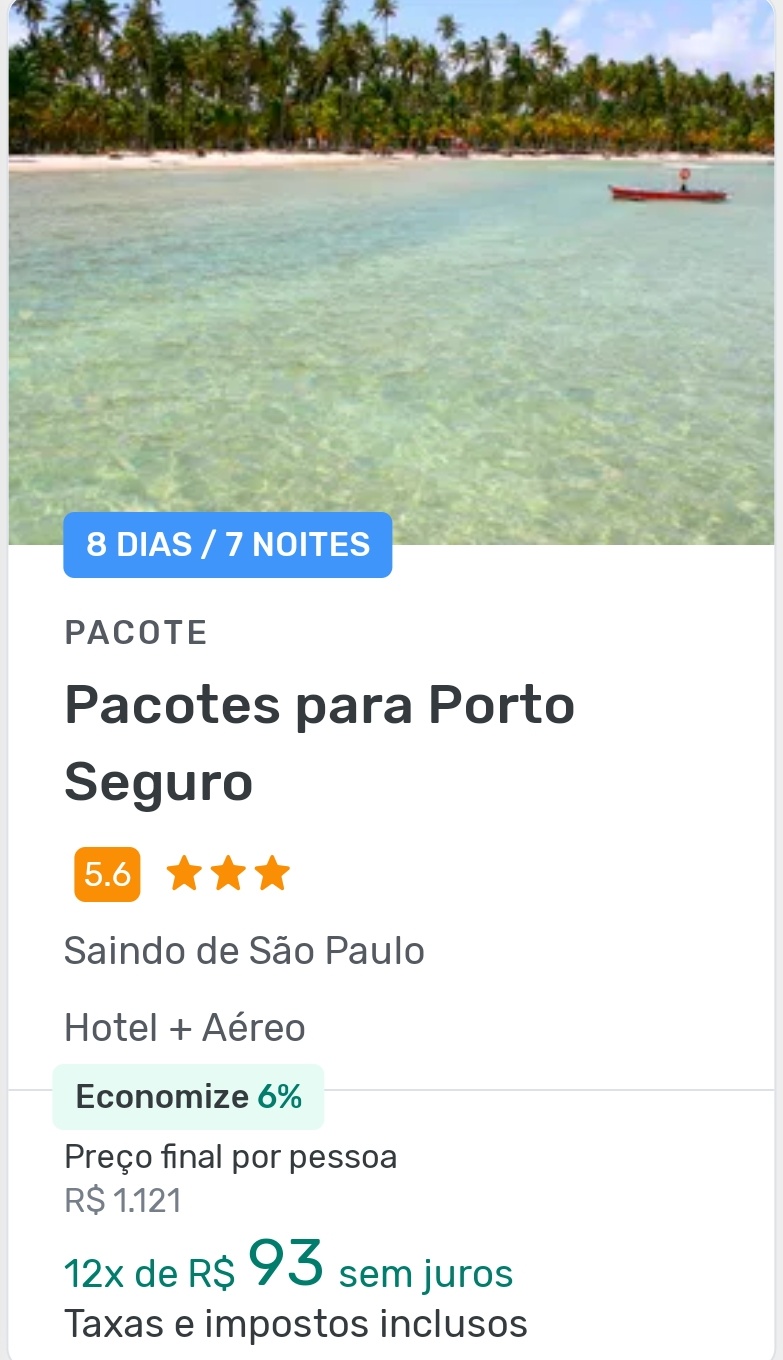 8 DIAS / 7 NOITES
PACOTE
Pacotes para Porto
Seguro
5.6
Saindo de São Paulo
Hotel + Aéreo
Economize 6%
Preço final por pessoa
R$ 1.121
12x de R$ 93 sem juros
Taxas e impostos inclusos